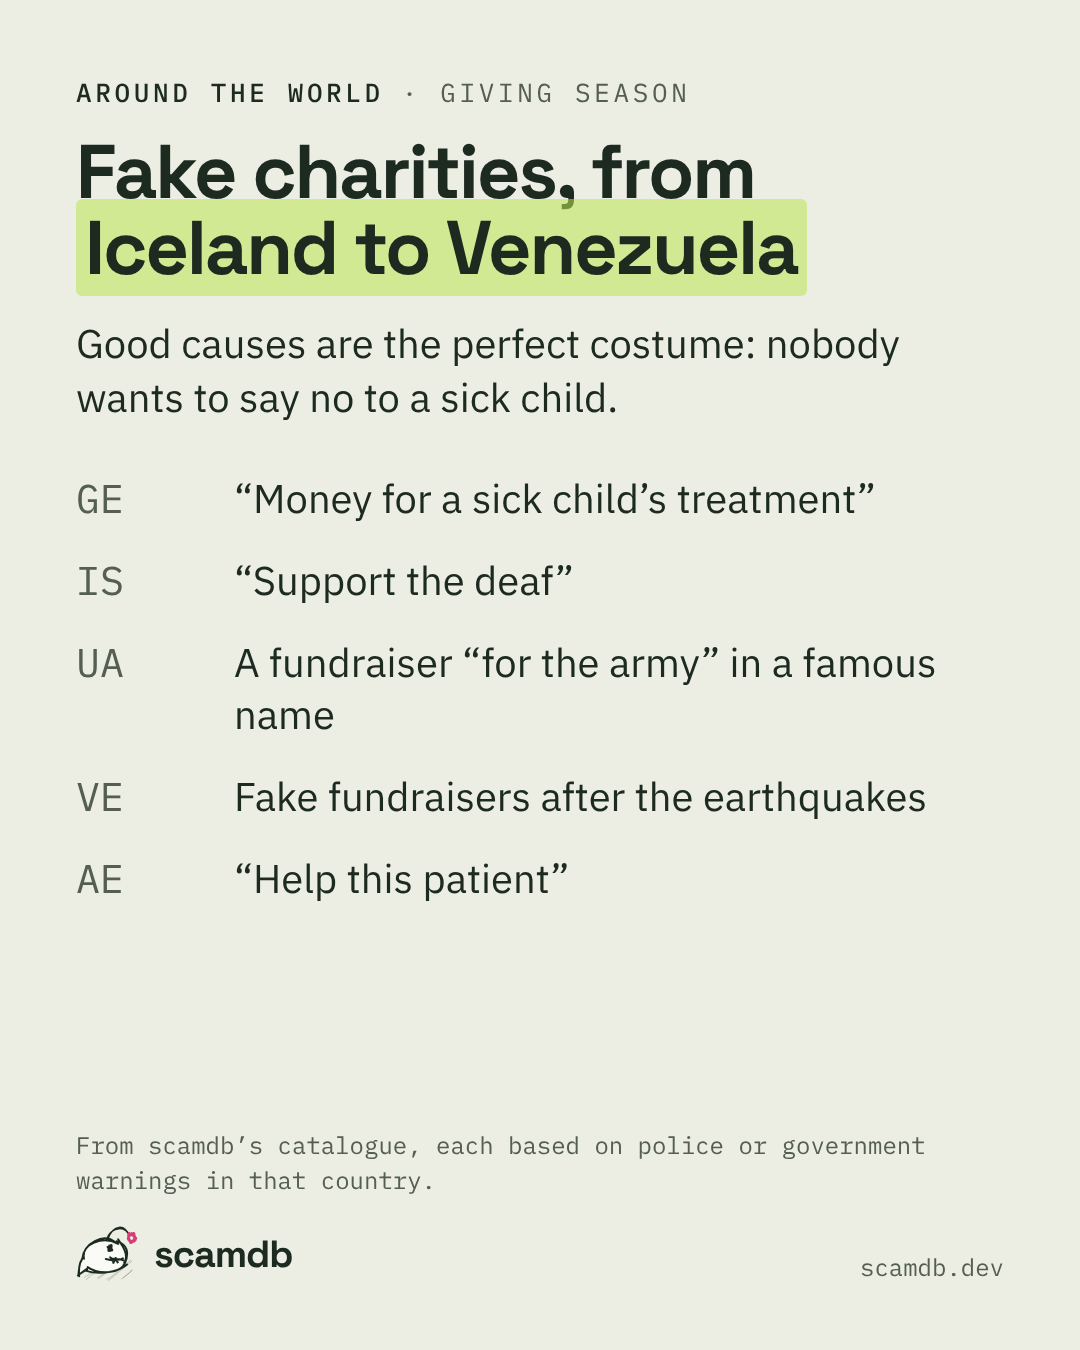 AROUND THE WORLD · GIVING SEASON
Fake charities, from
Iceland to Venezuela
Good causes are the perfect costume: nobody
wants to say no to a sick child.
GE “Money for a sick child’s treatment”
IS “Support the deaf”
UA A fundraiser “for the army” in a famous
name
VE Fake fundraisers after the earthquakes
AE “Help this patient”
From scamdb’s catalogue, each based on police or government
warnings in that country.
scamdb
scamdb.dev